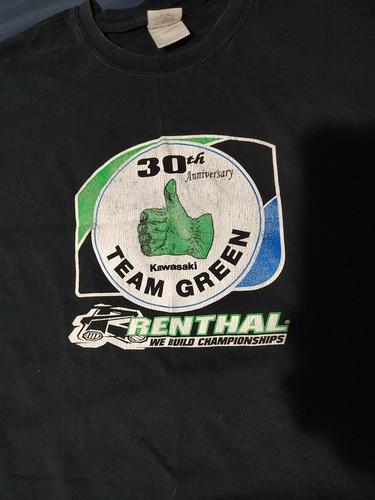 30th
Anniversary
Kawasaki
TEAM GREEN
RENTHAL
WE BUILD CHAMPIONSHIPS